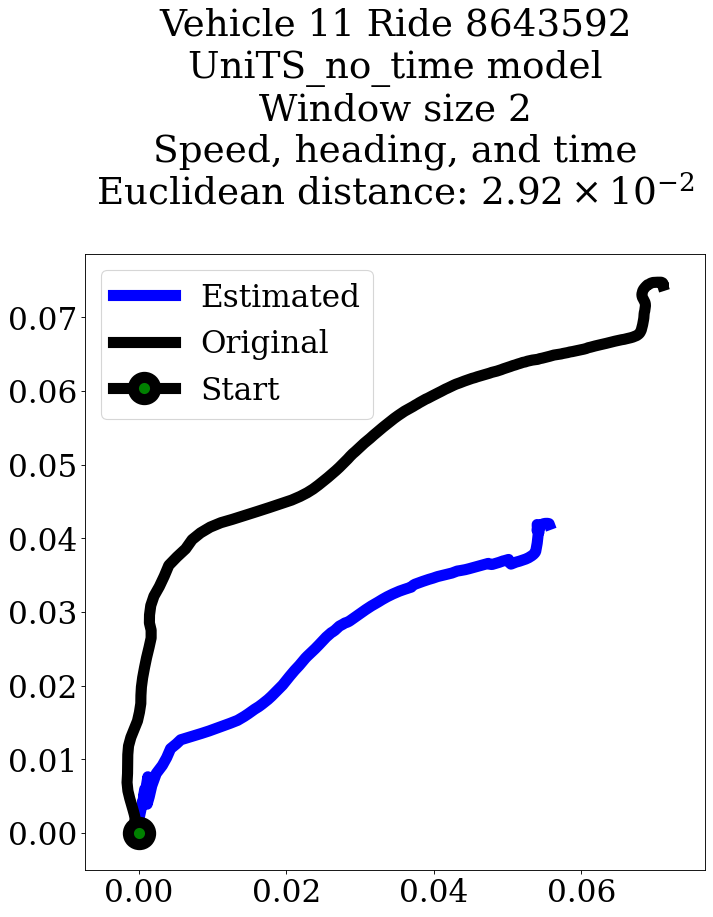 Vehicle 11 Ride 8643592
UniTS_no_time model
Window size 2
Speed, heading, and time
Euclidean distance: 2.92 × 10⁻²
Estimated
Original
Start
0.07
0.06
0.05
0.04
0.03
0.02
0.01
0.00
0.00 0.02 0.04 0.06